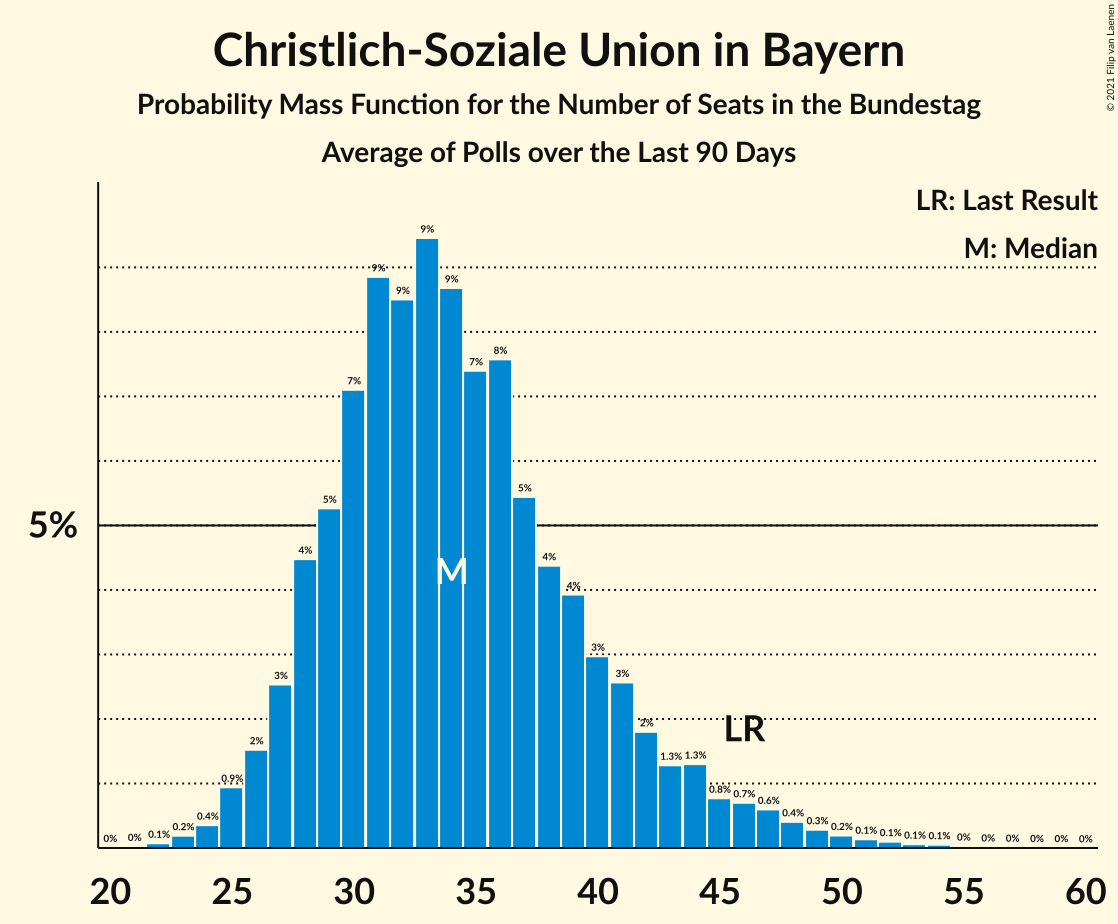 © 2021 Filip van Laenen
Christlich-Soziale Union in Bayern
Probability Mass Function for the Number of Seats in the Bundestag
Average of Polls over the Last 90 Days
LR: Last Result
M: Median
5%
0% 0% 0.1% 0.2% 0.4% 0.9% 2% 3% 4% 5% 7% 9% 9% 9% 9% 7% 8% 5% 4% 4% 3% 3% 2% 1.3% 1.3% 0.8% 0.7% 0.6% 0.4% 0.3% 0.2% 0.1% 0.1% 0.1% 0.1% 0% 0% 0% 0% 0% 0%
M
LR
20 25 30 35 40 45 50 55 60